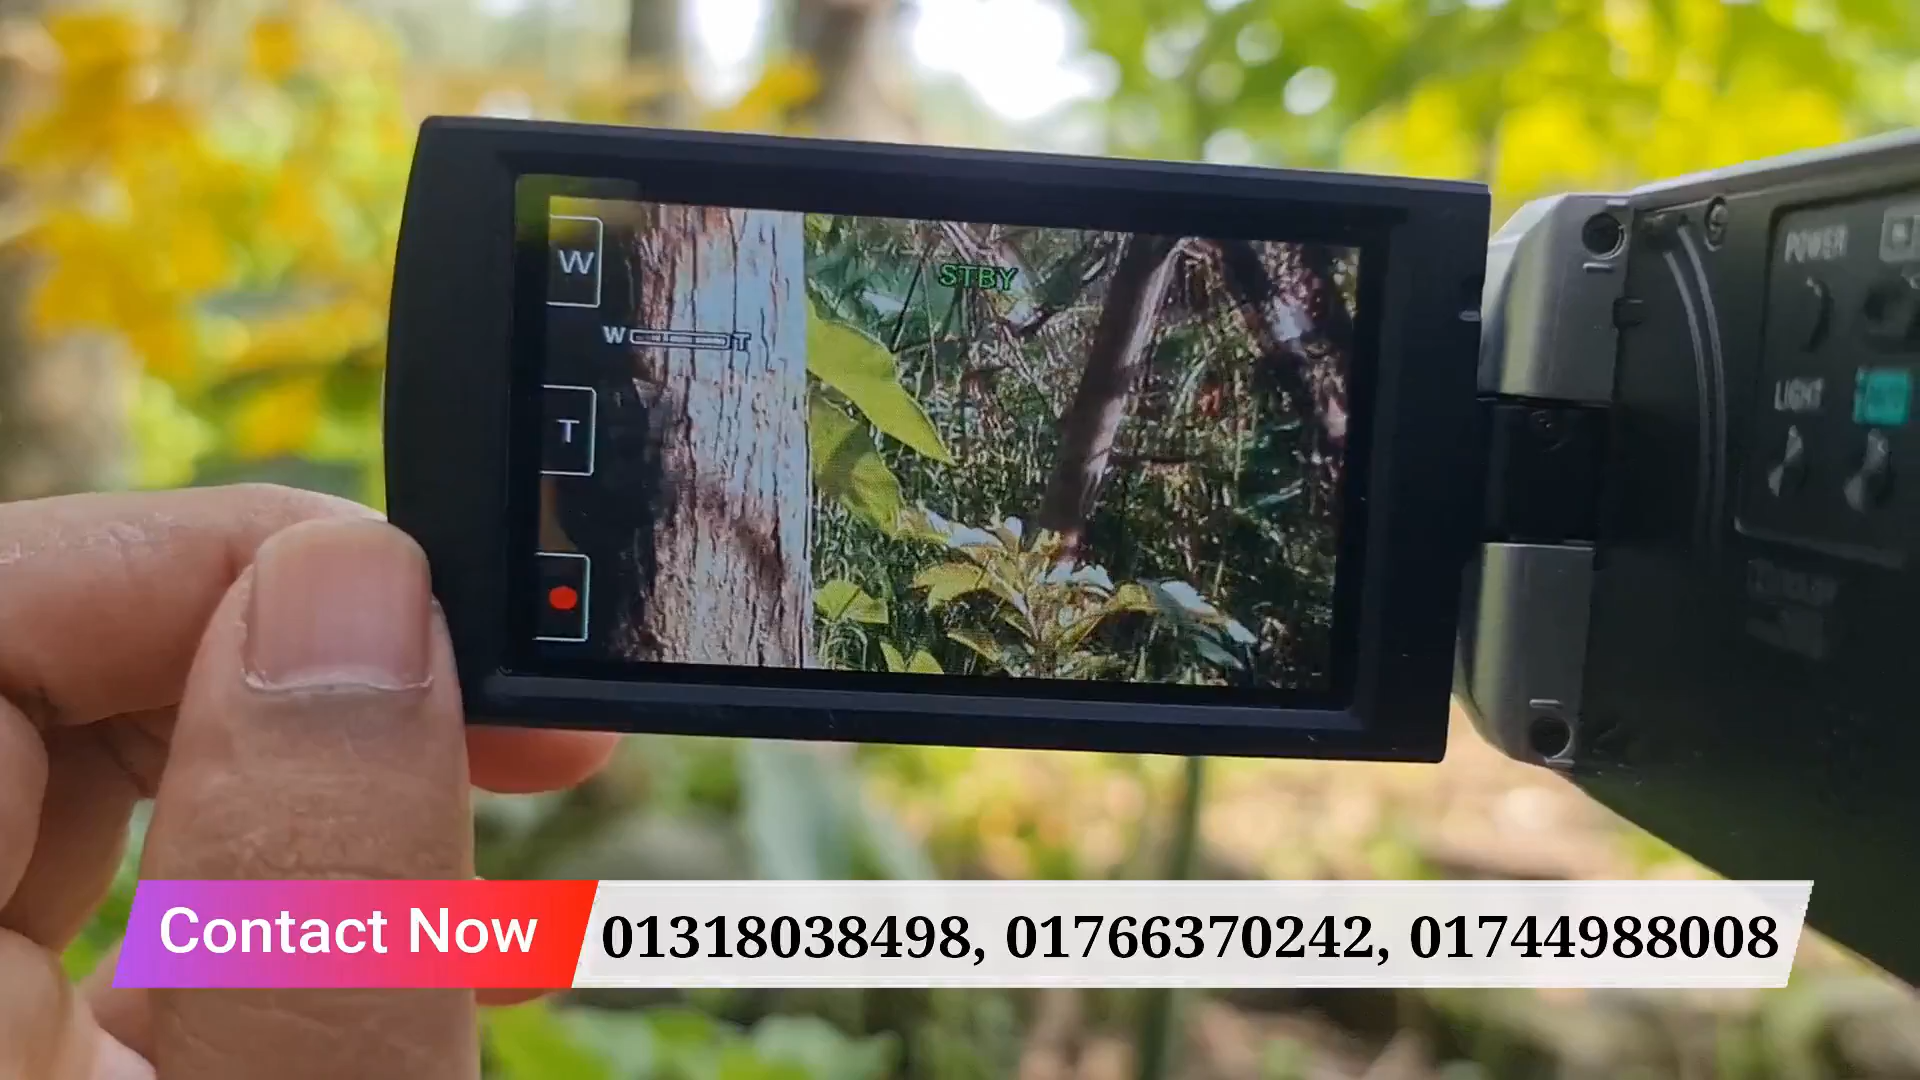 W
STBY
W T
T
POWER
LIGHT
Contact Now
01318038498, 01766370242, 01744988008